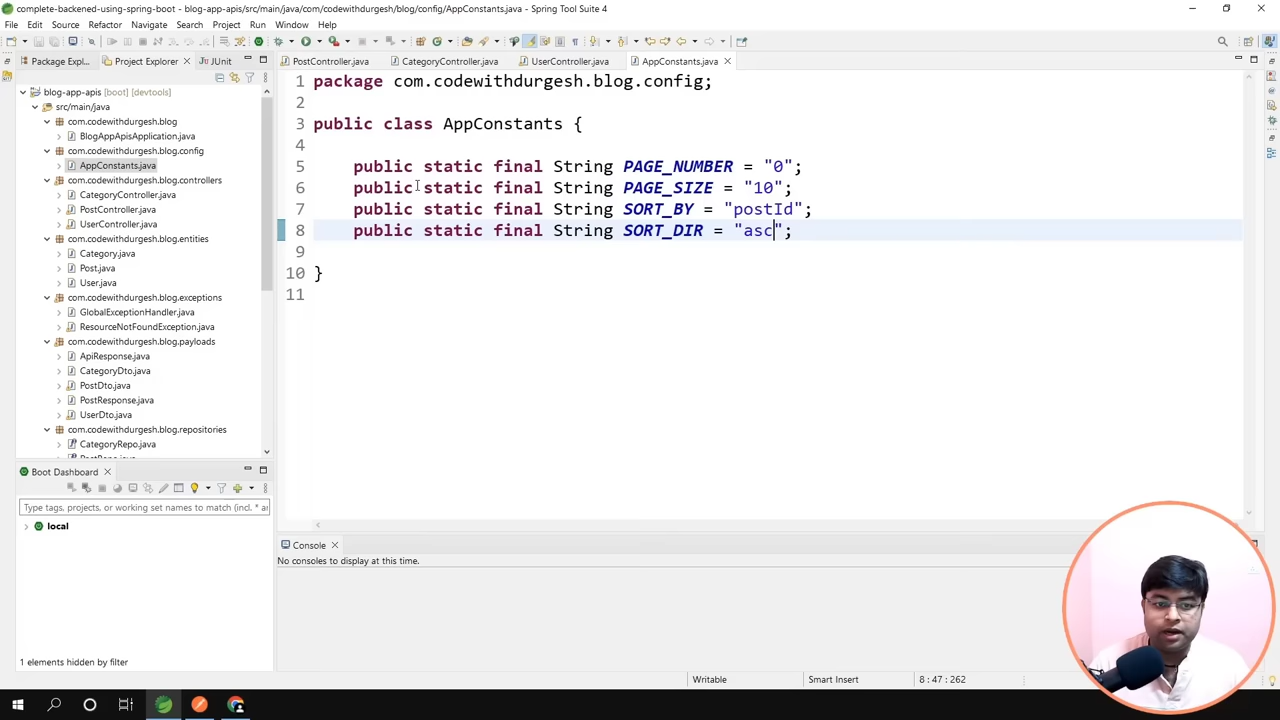 complete-backened-using-spring-boot - blog-app-apis/src/main/java/com/codewithdurgesh/blog/config/AppConstants.java - Spring Tool Suite 4
File Edit Source Refactor Navigate Search Project Run Window Help
Package Expl... Project Explorer JUnit
PostController.java CategoryController.java UserController.java AppConstants.java
blog-app-apis [boot] [devtools]
src/main/java
com.codewithdurgesh.blog
BlogAppApisApplication.java
com.codewithdurgesh.blog.config
AppConstants.java
com.codewithdurgesh.blog.controllers
CategoryController.java
PostController.java
UserController.java
com.codewithdurgesh.blog.entities
Category.java
Post.java
User.java
com.codewithdurgesh.blog.exceptions
GlobalExceptionHandler.java
ResourceNotFoundException.java
com.codewithdurgesh.blog.payloads
ApiResponse.java
CategoryDto.java
PostDto.java
PostResponse.java
UserDto.java
com.codewithdurgesh.blog.repositories
CategoryRepo.java
1 package com.codewithdurgesh.blog.config;
2
3 public class AppConstants {
4
5 public static final String PAGE_NUMBER = "0";
6 public static final String PAGE_SIZE = "10";
7 public static final String SORT_BY = "postId";
8 public static final String SORT_DIR = "asc";
9
10 }
11
Boot Dashboard
Type tags, projects, or working set names to match (incl. * ar
local
1 elements hidden by filter
Console
No consoles to display at this time.
Writable Smart Insert 8 : 47 : 262